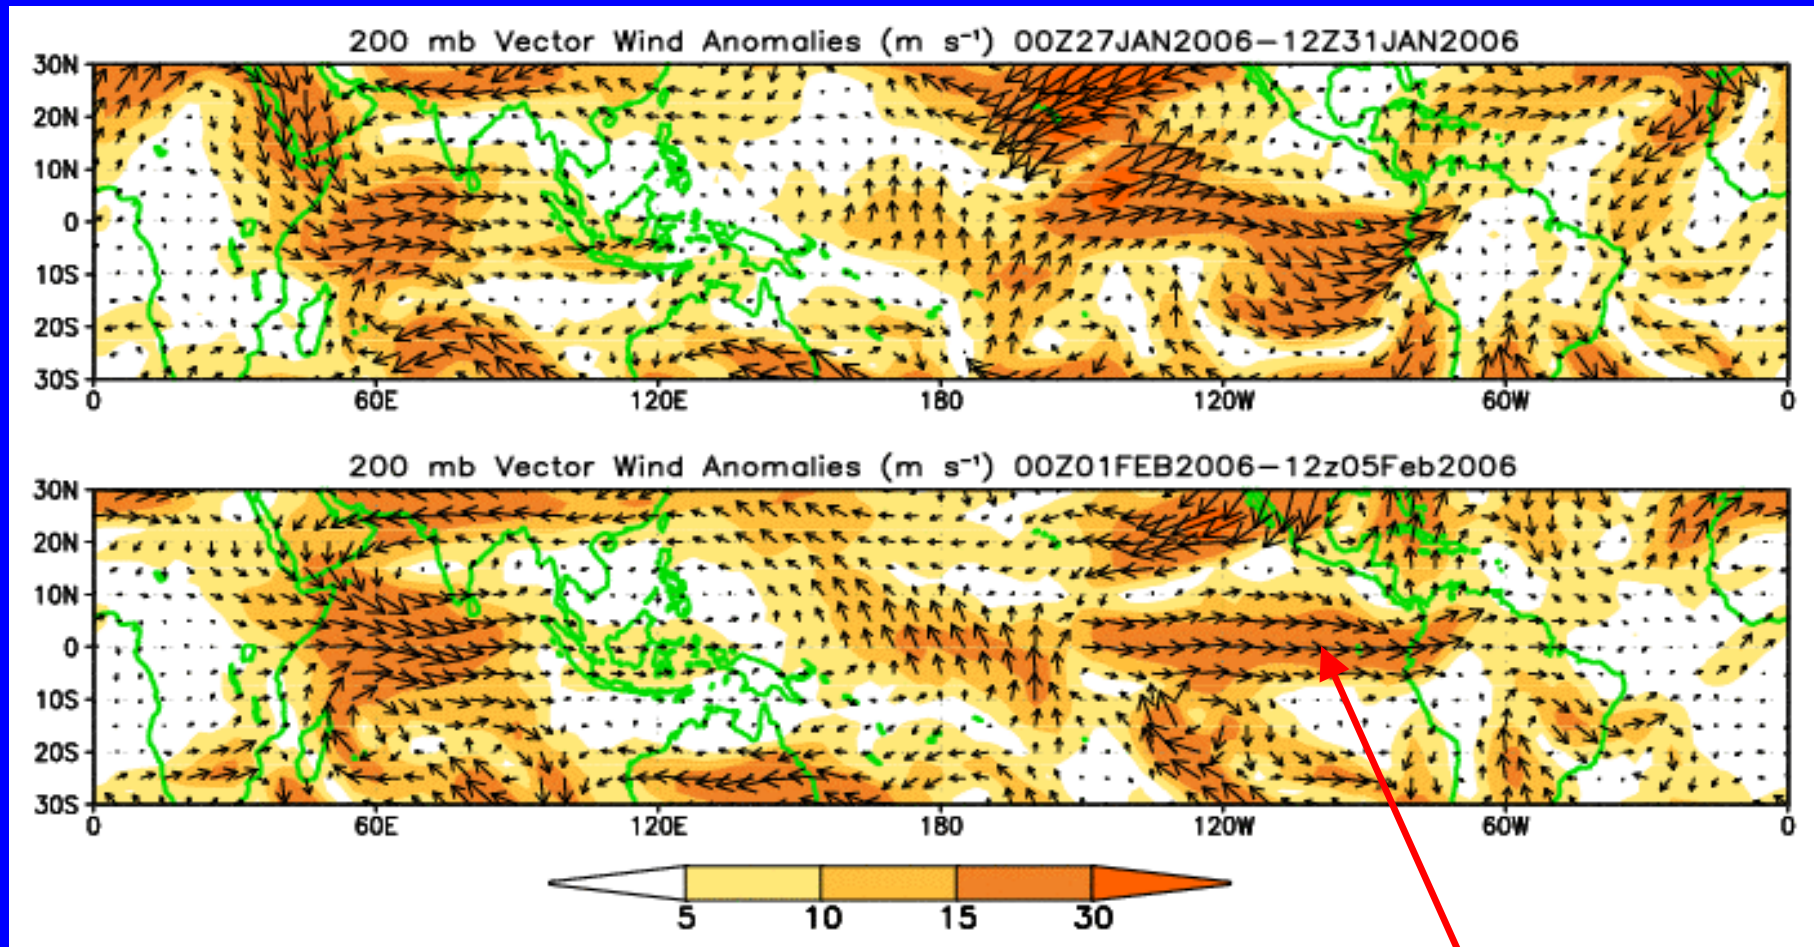 200 mb Vector Wind Anomalies (m s⁻¹) 00Z27JAN2006-12Z31JAN2006
30N
20N
10N
0
10S
20S
30S
0 60E 120E 180 120W 60W 0
200 mb Vector Wind Anomalies (m s⁻¹) 00Z01FEB2006-12z05Feb2006
30N
20N
10N
0
10S
20S
30S
0 60E 120E 180 120W 60W 0
5 10 15 30